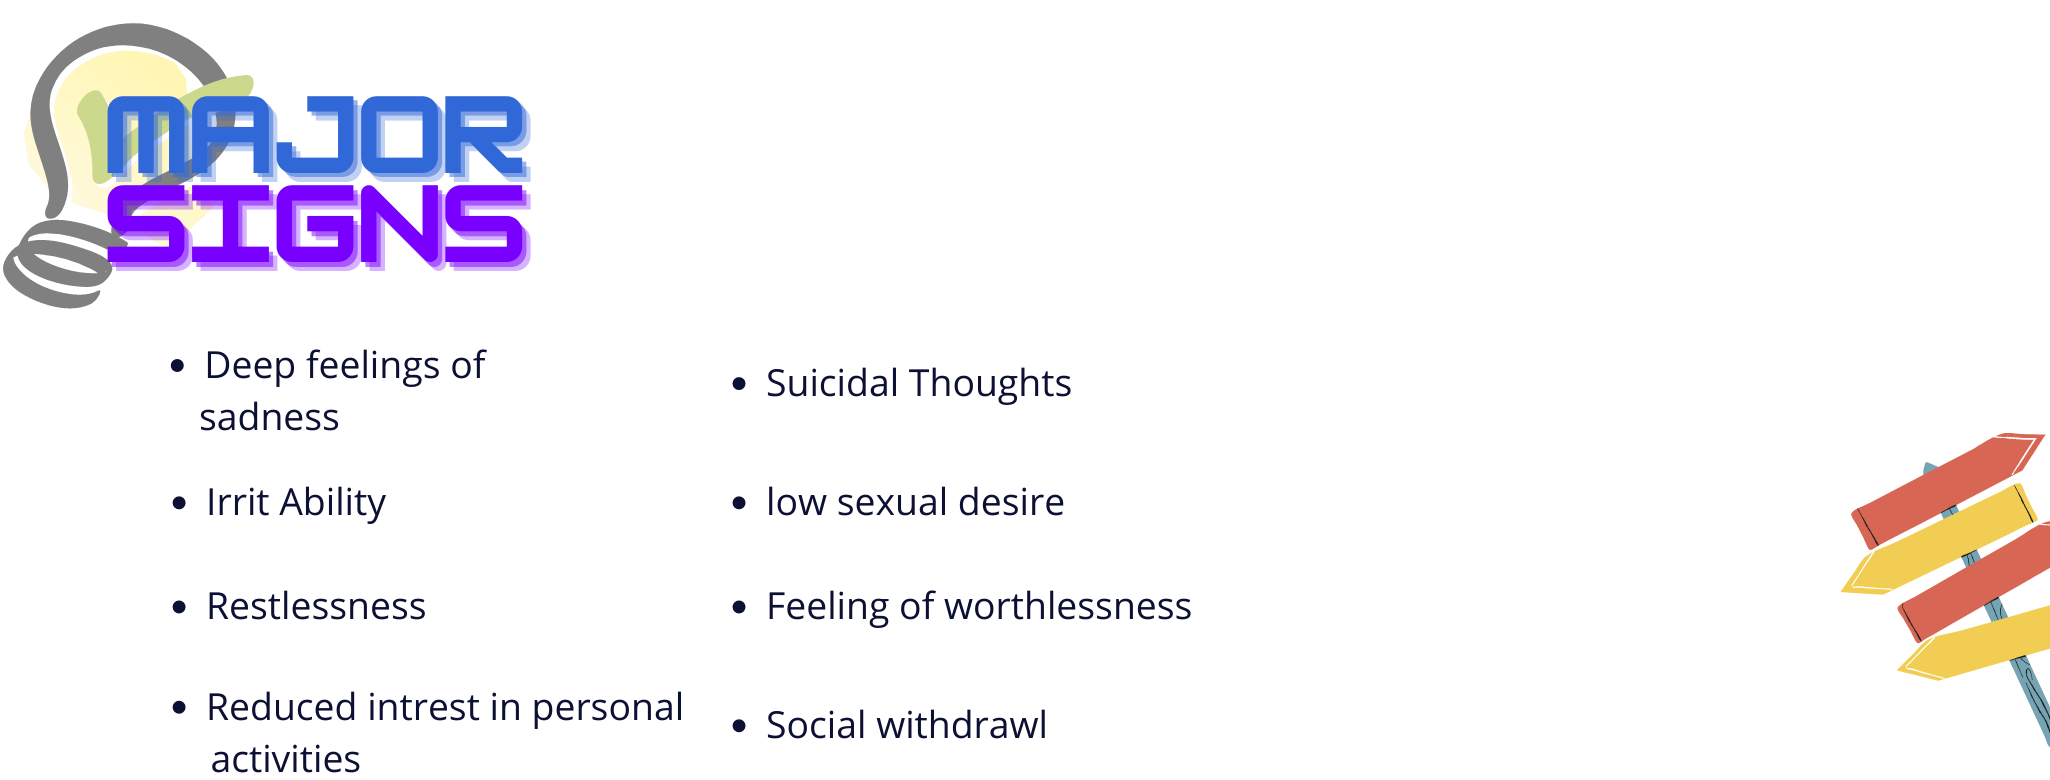 MAJOR
SIGNS
Deep feelings of
sadness
Irrit Ability
Restlessness
Reduced intrest in personal
activities
Suicidal Thoughts
low sexual desire
Feeling of worthlessness
Social withdrawl